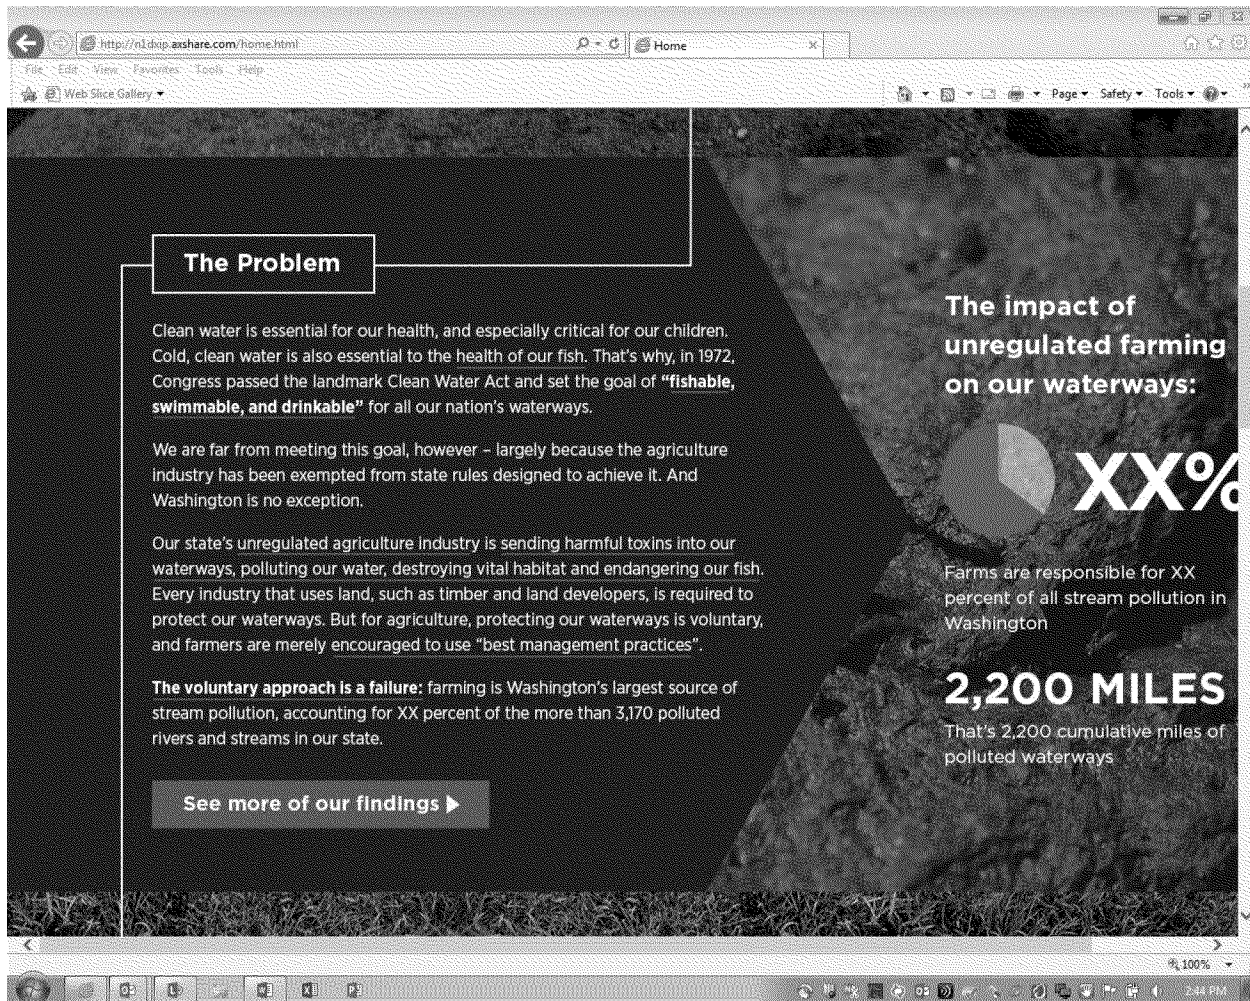 http://n1dxip.axshare.com/home.html
Home
File Edit View Favorites Tools Help
Web Slice Gallery
Page Safety Tools
The Problem
Clean water is essential for our health, and especially critical for our children.
Cold, clean water is also essential to the health of our fish. That's why, in 1972,
Congress passed the landmark Clean Water Act and set the goal of “fishable,
swimmable, and drinkable” for all our nation's waterways.
We are far from meeting this goal, however – largely because the agriculture
industry has been exempted from state rules designed to achieve it. And
Washington is no exception.
Our state's unregulated agriculture industry is sending harmful toxins into our
waterways, polluting our water, destroying vital habitat and endangering our fish.
Every industry that uses land, such as timber and land developers, is required to
protect our waterways. But for agriculture, protecting our waterways is voluntary,
and farmers are merely encouraged to use “best management practices”.
The voluntary approach is a failure: farming is Washington's largest source of
stream pollution, accounting for XX percent of the more than 3,170 polluted
rivers and streams in our state.
See more of our findings
The impact of
unregulated farming
on our waterways:
XX%
Farms are responsible for XX
percent of all stream pollution in
Washington
2,200 MILES
That's 2,200 cumulative miles of
polluted waterways
100%
2:44 PM